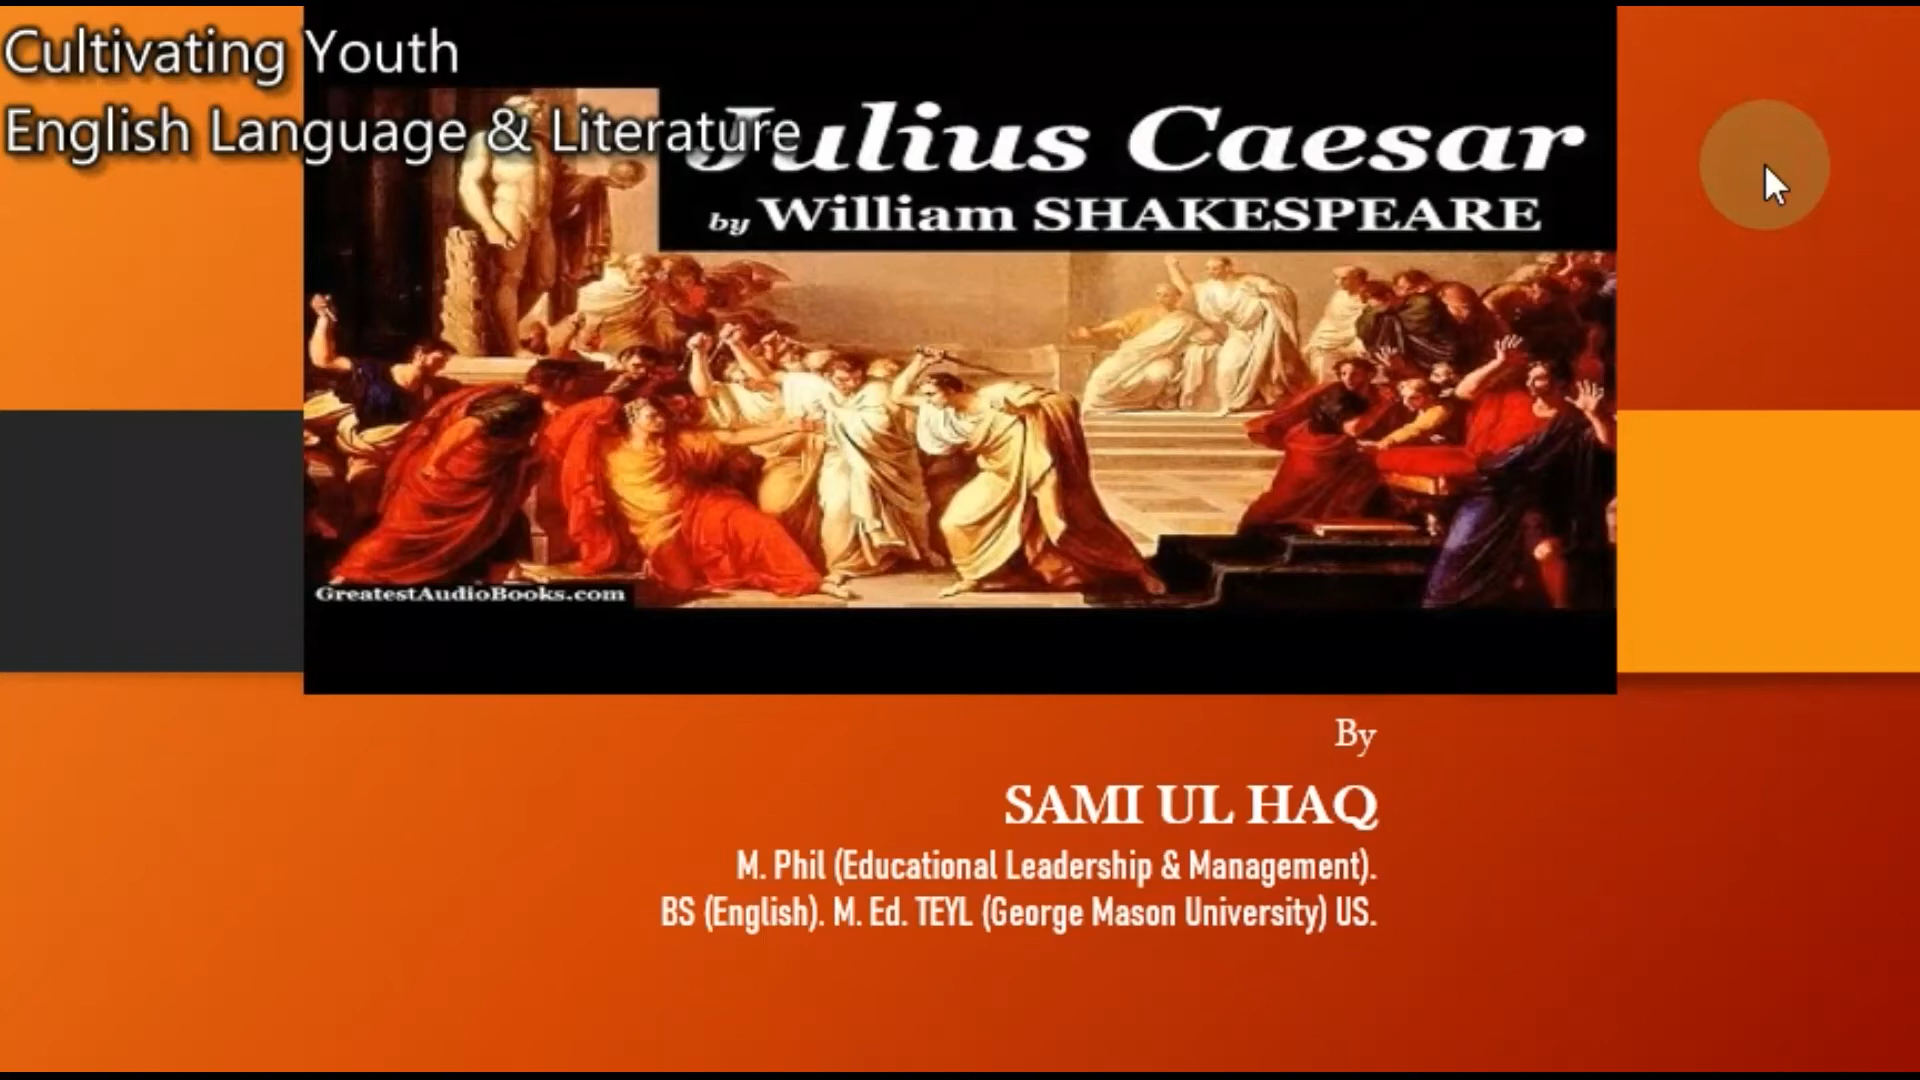 Cultivating Youth
English Language & Literature
Julius Caesar
by William SHAKESPEARE
GreatestAudioBooks.com
By
SAMI UL HAQ
M. Phil (Educational Leadership & Management).
BS (English). M. Ed. TEYL (George Mason University) US.